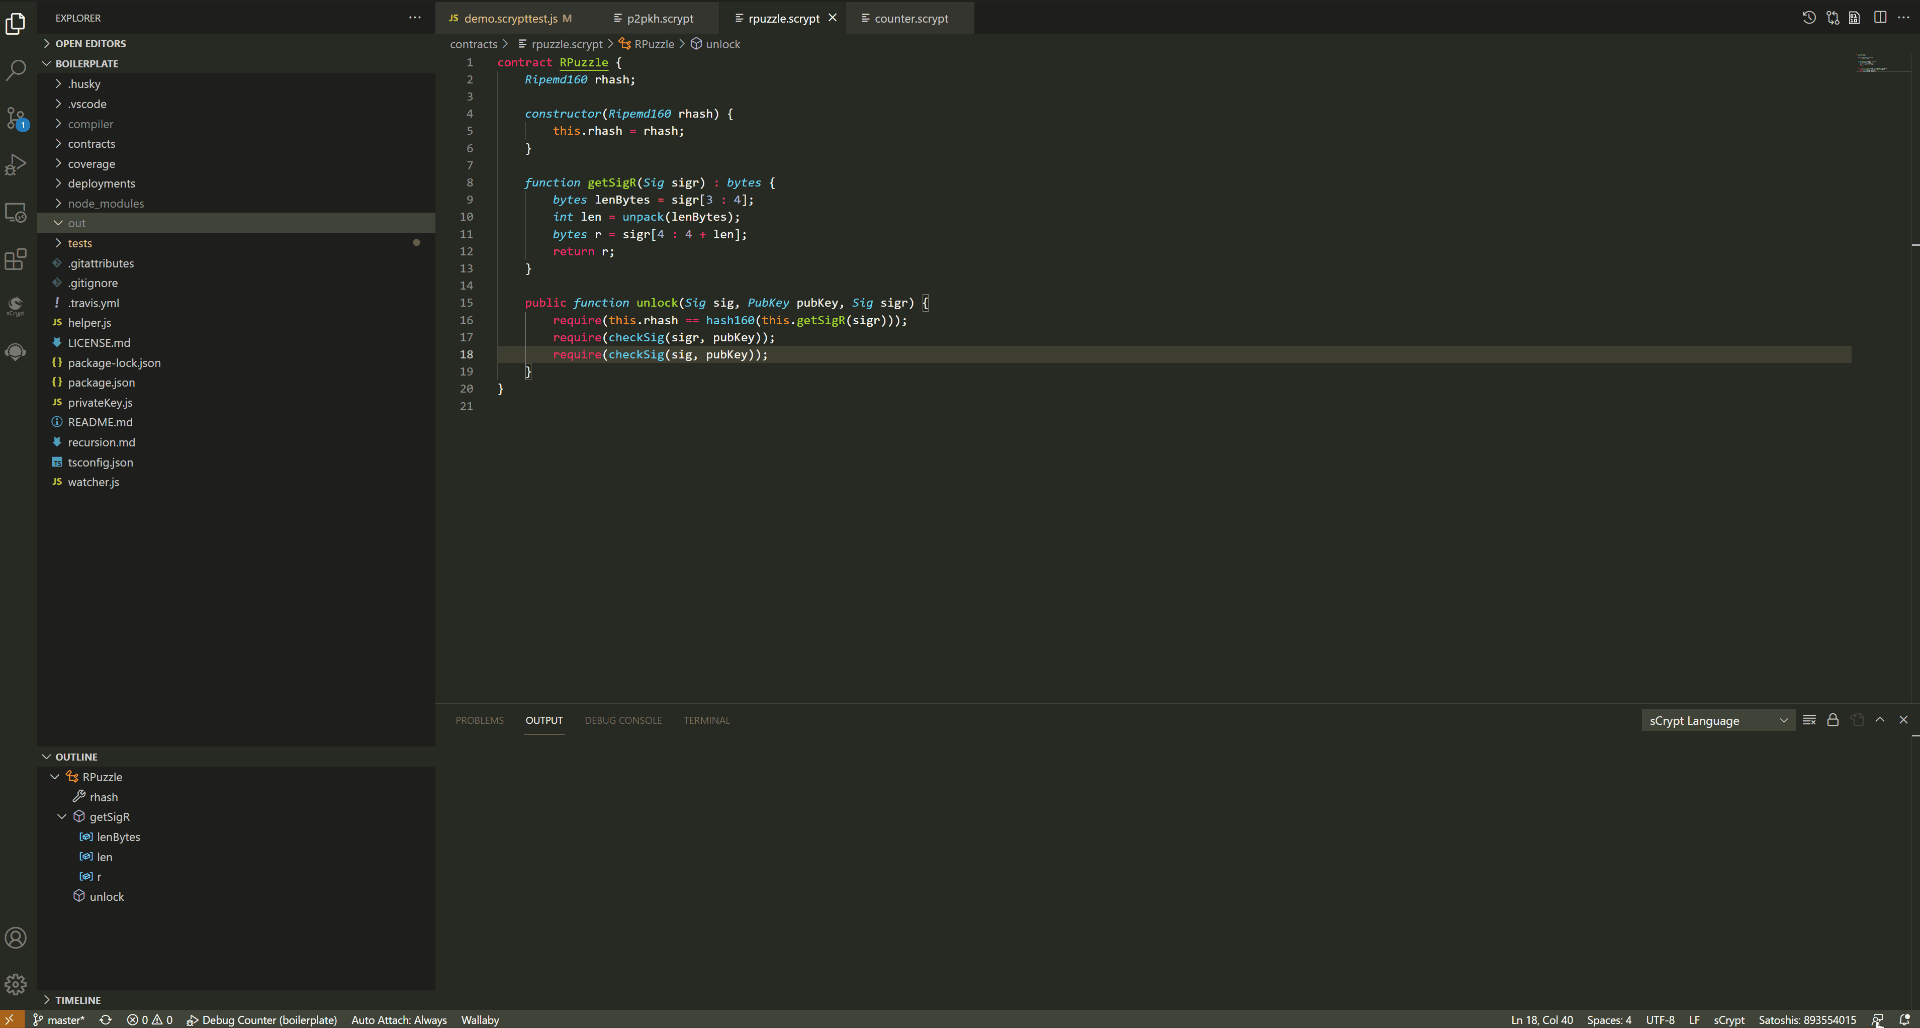 EXPLORER
OPEN EDITORS
BOILERPLATE
.husky
.vscode
compiler
contracts
coverage
deployments
node_modules
out
tests
.gitattributes
.gitignore
! .travis.yml
JS helper.js
LICENSE.md
{} package-lock.json
{} package.json
JS privateKey.js
README.md
recursion.md
TS tsconfig.json
JS watcher.js
OUTLINE
RPuzzle
rhash
getSigR
lenBytes
len
r
unlock
TIMELINE
sCrypt
1
JS demo.scrypttest.js M
p2pkh.scrypt
rpuzzle.scrypt
counter.scrypt
contracts > rpuzzle.scrypt > RPuzzle > unlock
1 contract RPuzzle {
2 Ripemd160 rhash;
3
4 constructor(Ripemd160 rhash) {
5 this.rhash = rhash;
6 }
7
8 function getSigR(Sig sigr) : bytes {
9 bytes lenBytes = sigr[3 : 4];
10 int len = unpack(lenBytes);
11 bytes r = sigr[4 : 4 + len];
12 return r;
13 }
14
15 public function unlock(Sig sig, PubKey pubKey, Sig sigr) {
16 require(this.rhash == hash160(this.getSigR(sigr)));
17 require(checkSig(sigr, pubKey));
18 require(checkSig(sig, pubKey));
19 }
20 }
21
PROBLEMS OUTPUT DEBUG CONSOLE TERMINAL
sCrypt Language
master* 0 0 Debug Counter (boilerplate) Auto Attach: Always Wallaby
Ln 18, Col 40 Spaces: 4 UTF-8 LF sCrypt Satoshis: 893554015